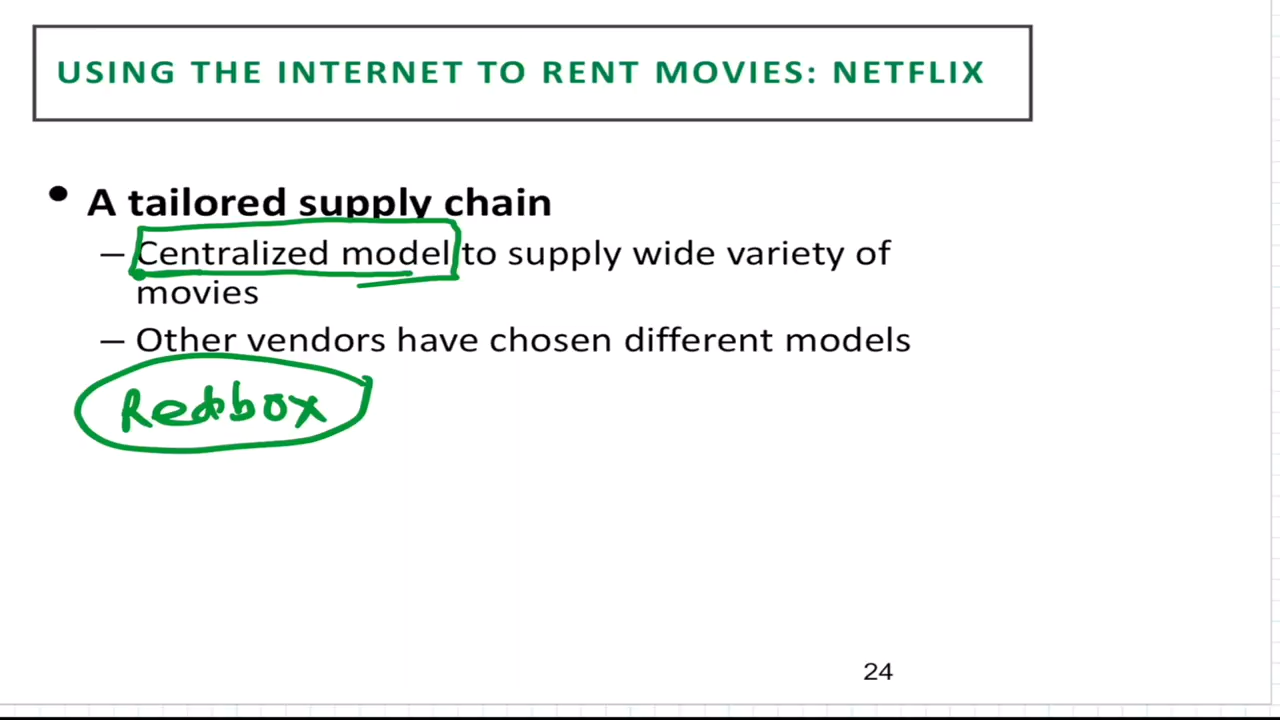 USING THE INTERNET TO RENT MOVIES: NETFLIX
• A tailored supply chain
– Centralized model to supply wide variety of
movies
– Other vendors have chosen different models
Redbox
24